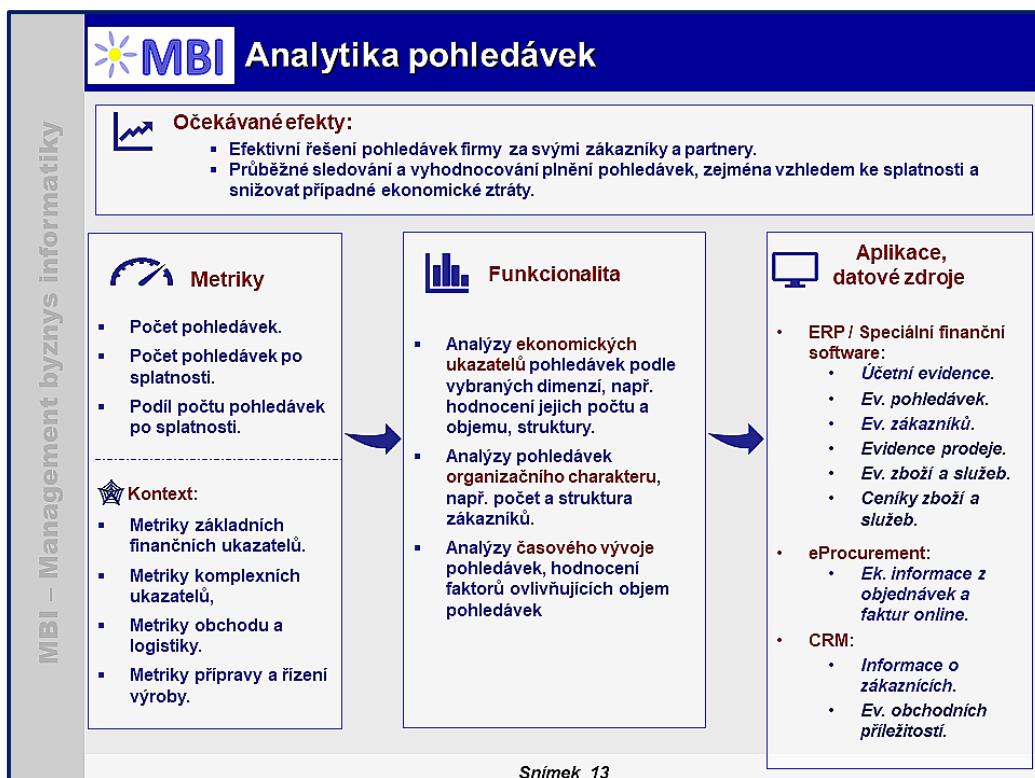 MBI – Management byznys informatiky
MBI
Analytika pohledávek
Očekávané efekty:
▪ Efektivní řešení pohledávek firmy za svými zákazníky a partnery.
▪ Průběžné sledování a vyhodnocování plnění pohledávek, zejména vzhledem ke splatnosti a
snižovat případné ekonomické ztráty.
Metriky
▪ Počet pohledávek.
▪ Počet pohledávek po
splatnosti.
▪ Podíl počtu pohledávek
po splatnosti.
Kontext:
▪ Metriky základních
finančních ukazatelů.
▪ Metriky komplexních
ukazatelů,
▪ Metriky obchodu a
logistiky.
▪ Metriky přípravy a řízení
výroby.
Funkcionalita
▪ Analýzy ekonomických
ukazatelů pohledávek podle
vybraných dimenzí, např.
hodnocení jejich počtu a
objemu, struktury.
▪ Analýzy pohledávek
organizačního charakteru,
např. počet a struktura
zákazníků.
▪ Analýzy časového vývoje
pohledávek, hodnocení
faktorů ovlivňujících objem
pohledávek
Aplikace,
datové zdroje
• ERP / Speciální finanční
software:
• Účetní evidence.
• Ev. pohledávek.
• Ev. zákazníků.
• Evidence prodeje.
• Ev. zboží a služeb.
• Ceníky zboží a
služeb.
• eProcurement:
• Ek. informace z
objednávek a
faktur online.
• CRM:
• Informace o
zákaznících.
• Ev. obchodních
příležitostí.
Snímek 13